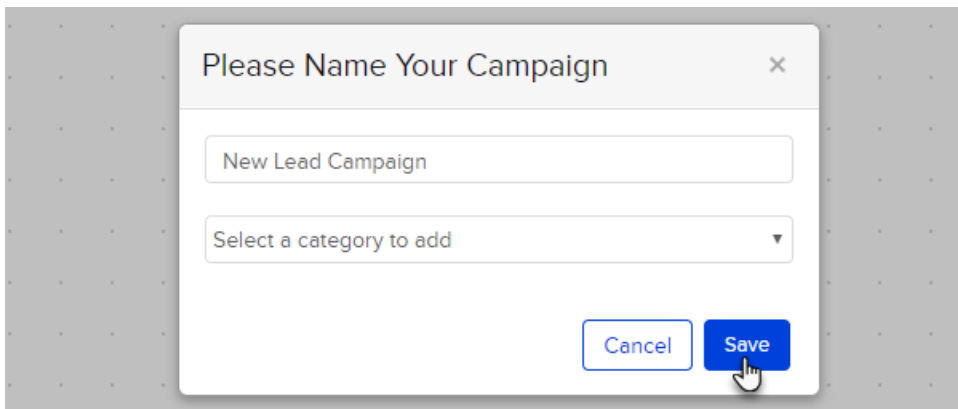 Please Name Your Campaign ×
New Lead Campaign
Select a category to add
Cancel Save